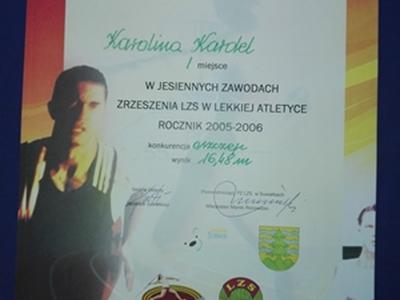 Karolina Kardel
I miejsce
W JESIENNYCH ZAWODACH
ZRZESZENIA LZS W LEKKIEJ ATLETYCE
ROCZNIK 2005-2006
konkurencja oszczep
wynik 16,48 m
LZS